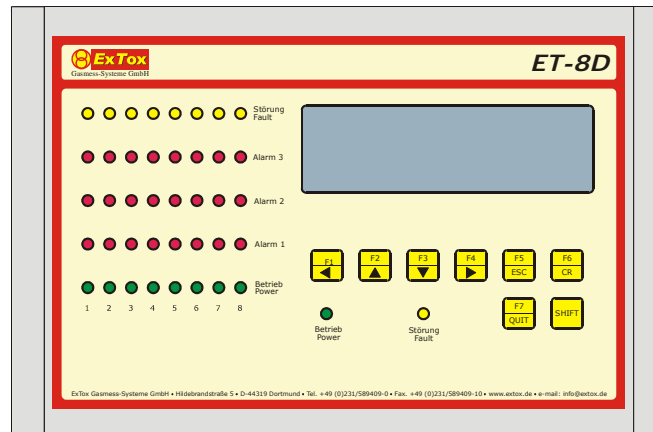 ExTox
Gasmess-Systeme GmbH
ET-8D
Störung
Fault
Alarm 3
Alarm 2
Alarm 1
Betrieb
Power
1 2 3 4 5 6 7 8
F1
F2
F3
F4
F5
ESC
F6
CR
F7
QUIT
SHIFT
Betrieb
Power
Störung
Fault
ExTox Gasmess-Systeme GmbH • Hildebrandstraße 5 • D-44319 Dortmund • Tel. +49 (0)231/589409-0 • Fax. +49 (0)231/589409-10 • www.extox.de • e-mail: info@extox.de